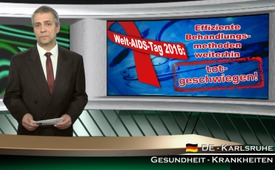 Welt-AIDS-Tag 2016:
Effiziente
Behandlungs-
methoden weiterhin
tot-
geschwiegen!
DE - Karlsruhe
Gesundheit - Krankheiten